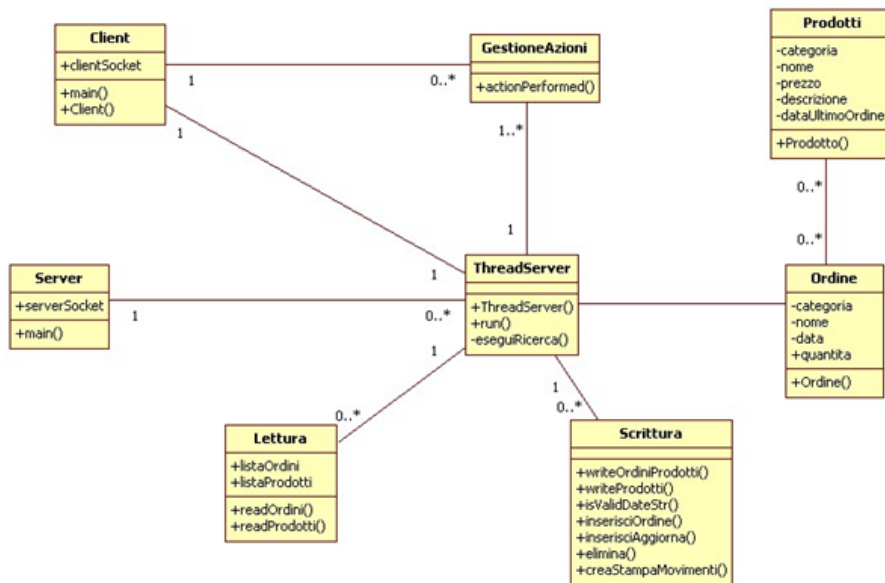 Client
+clientSocket
+main()
+Client()
1
0..*
1
GestioneAzioni
+actionPerformed()
1..*
1
Prodotti
-categoria
-nome
-prezzo
-descrizione
-dataUltimoOrdine
+Prodotto()
0..*
0..*
Server
+serverSocket
+main()
1
0..*
1
ThreadServer
+ThreadServer()
+run()
-eseguiRicerca()
1
0..*
1
0..*
Ordine
-categoria
-nome
-data
+quantita
+Ordine()
Lettura
+listaOrdini
+listaProdotti
+readOrdini()
+readProdotti()
Scrittura
+writeOrdiniProdotti()
+writeProdotti()
+isValidDateStr()
+inserisciOrdine()
+inserisciAggiorna()
+elimina()
+creaStampaMovimenti()